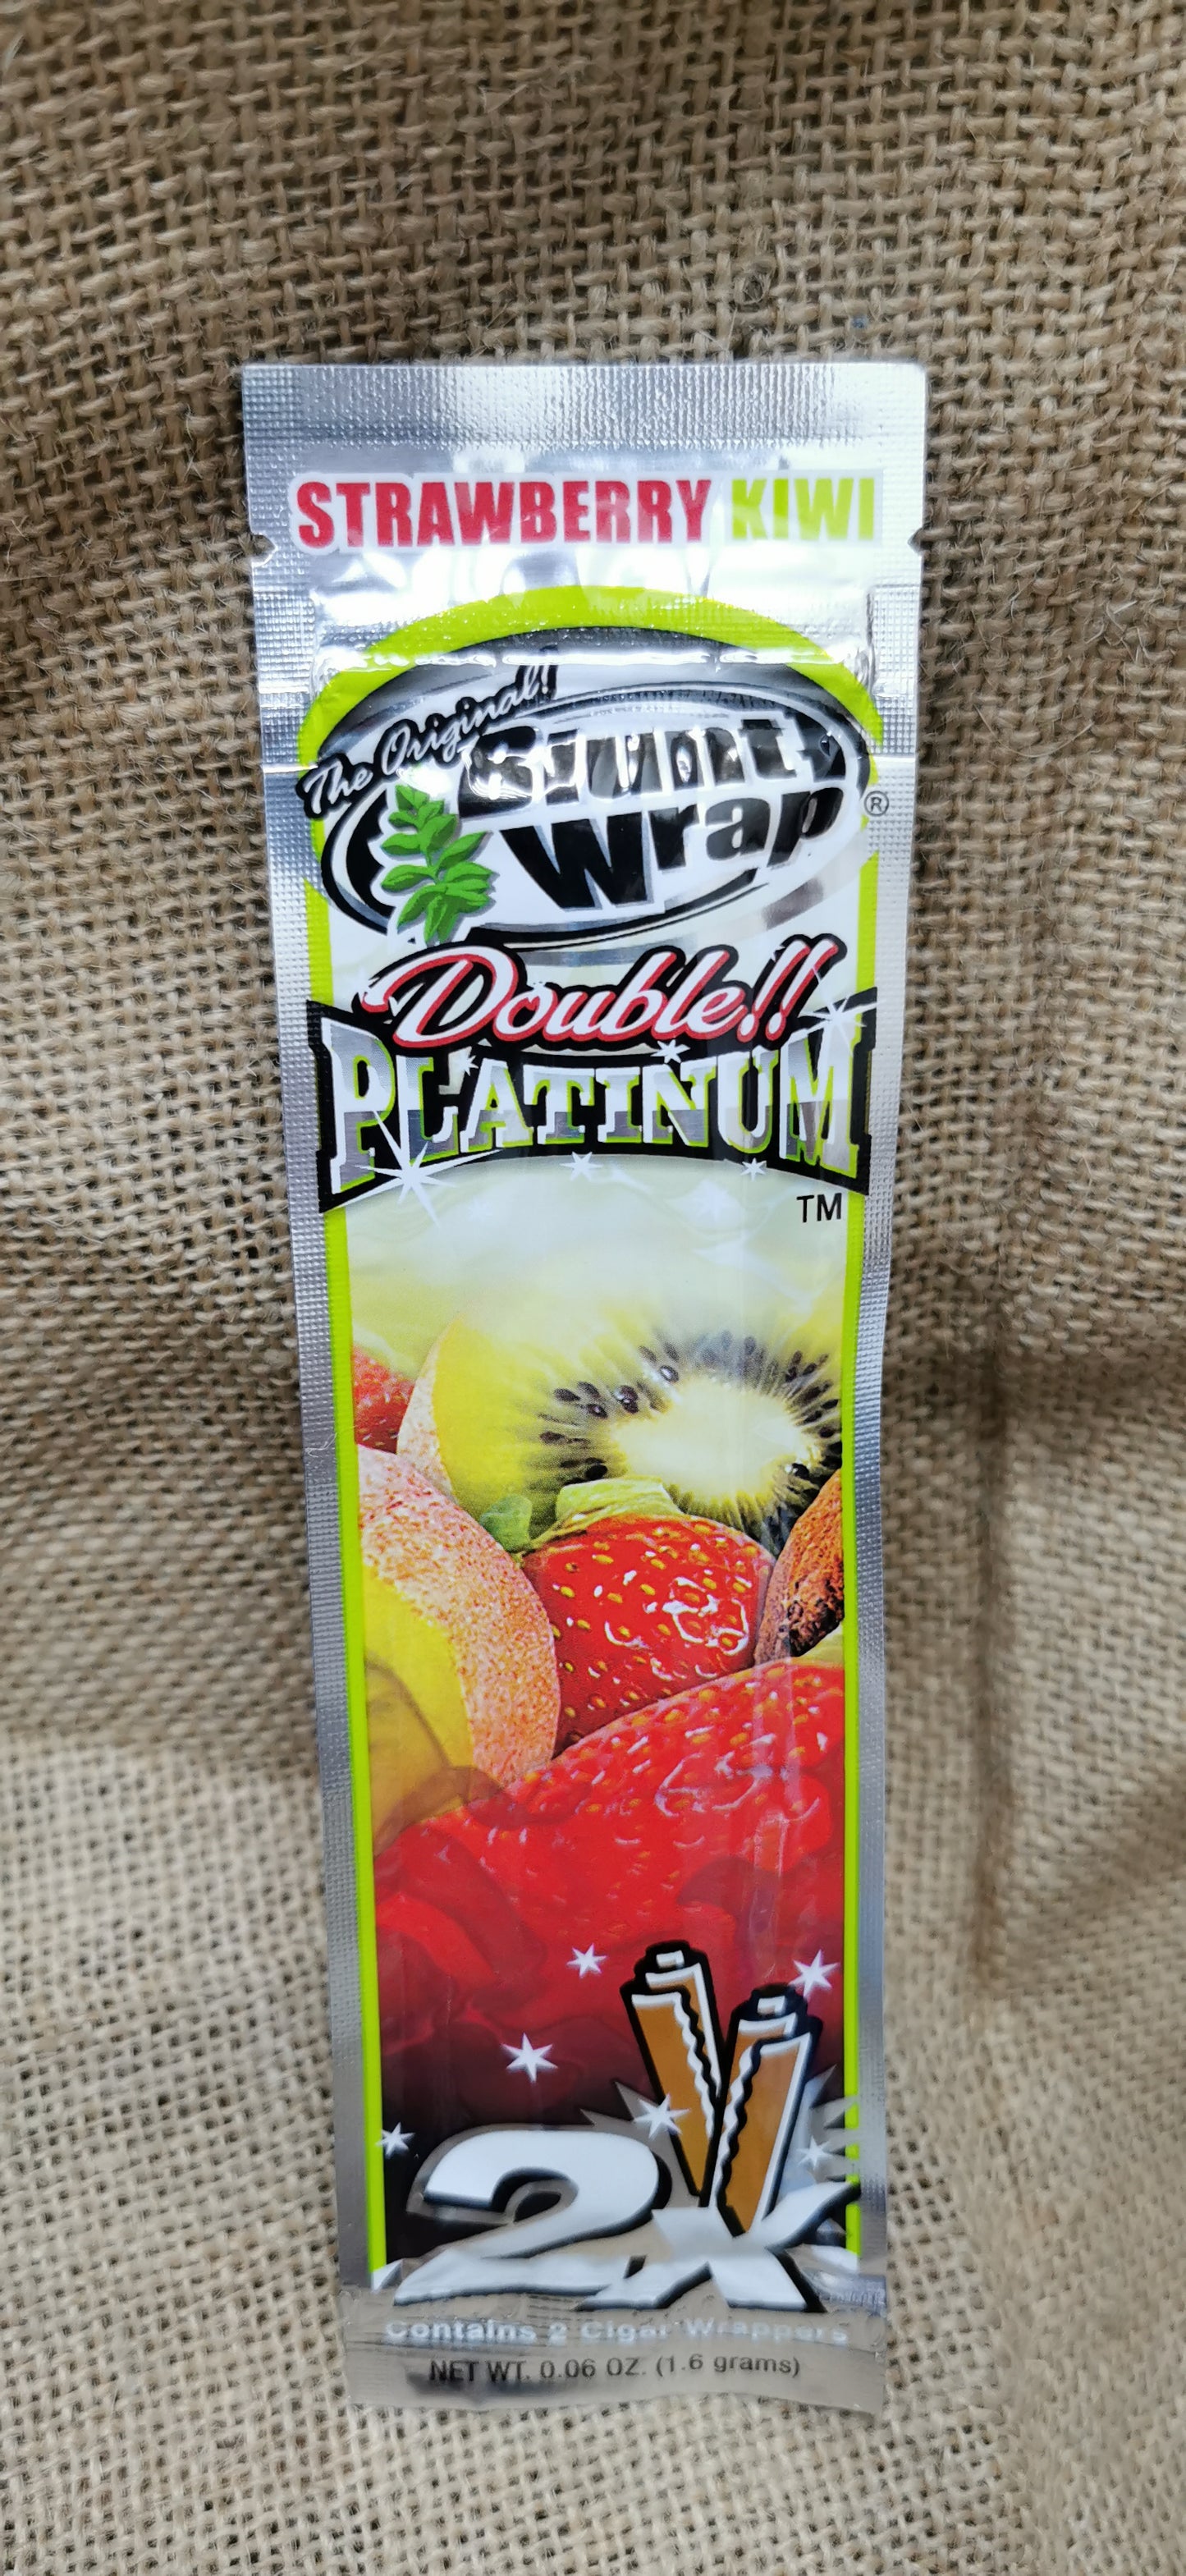 STRAWBERRY KIWI
The Original!
Blunt
Wrap
®
Double!!
PLATINUM
TM
2x
Contains 2 Cigar Wrappers
NET WT. 0.06 OZ. (1.6 grams)